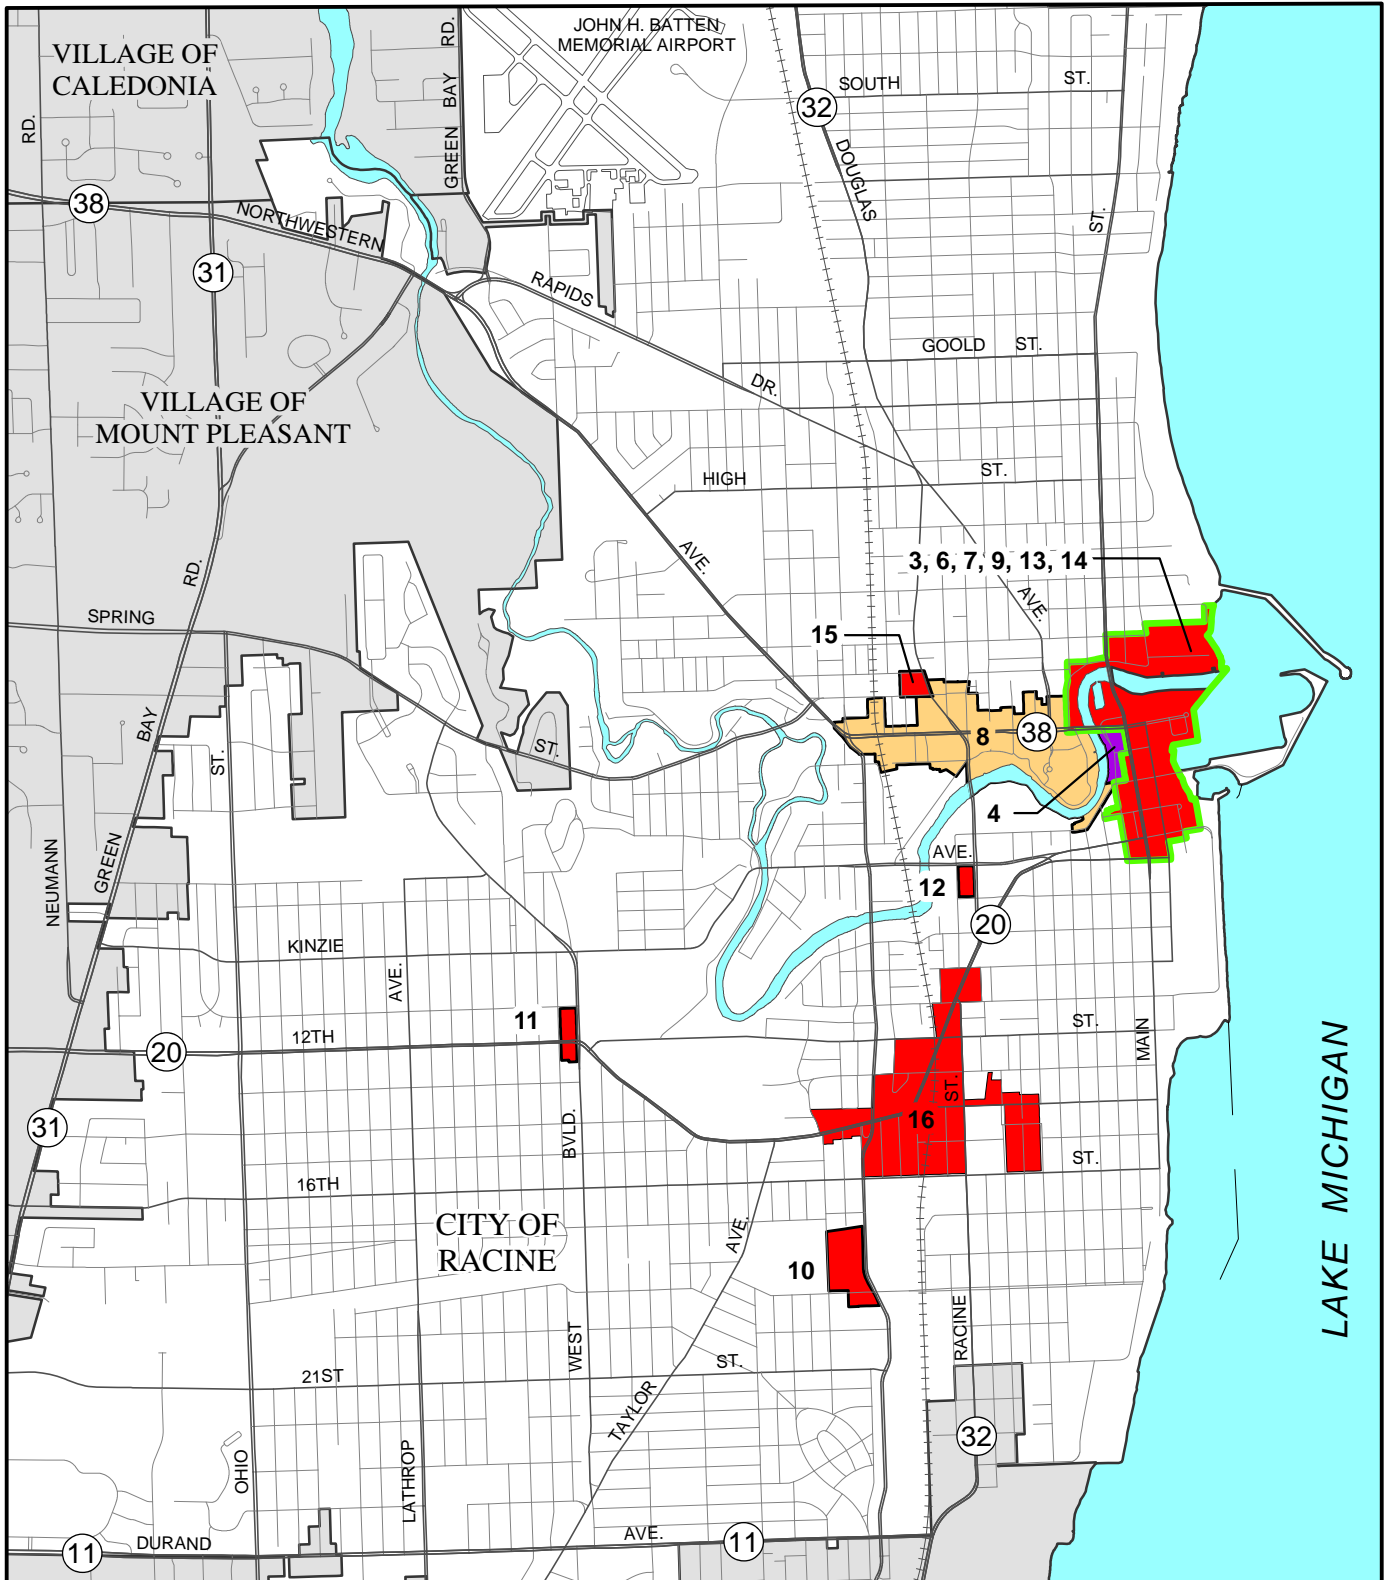 JOHN H. BATTEN
MEMORIAL AIRPORT
VILLAGE OF
CALEDONIA
RD.
GREEN BAY
RD.
SOUTH ST.
32
DOUGLAS
38
NORTHWESTERN
31
RAPIDS
ST.
GOOLD ST.
DR.
VILLAGE OF
MOUNT PLEASANT
HIGH ST.
AVE.
3, 6, 7, 9, 13, 14
RD.
AVE.
SPRING
15
BAY
ST.
ST.
8
38
4
GREEN
NEUMANN
AVE.
12
20
KINZIE
AVE.
11
12TH
ST.
MAIN
20
LAKE MICHIGAN
31
ST.
16
BVLD.
ST.
16TH
CITY OF
RACINE
AVE.
10
RACINE
WEST
21ST
ST.
TAYLOR
OHIO
LATHROP
32
DURAND
AVE.
11
11